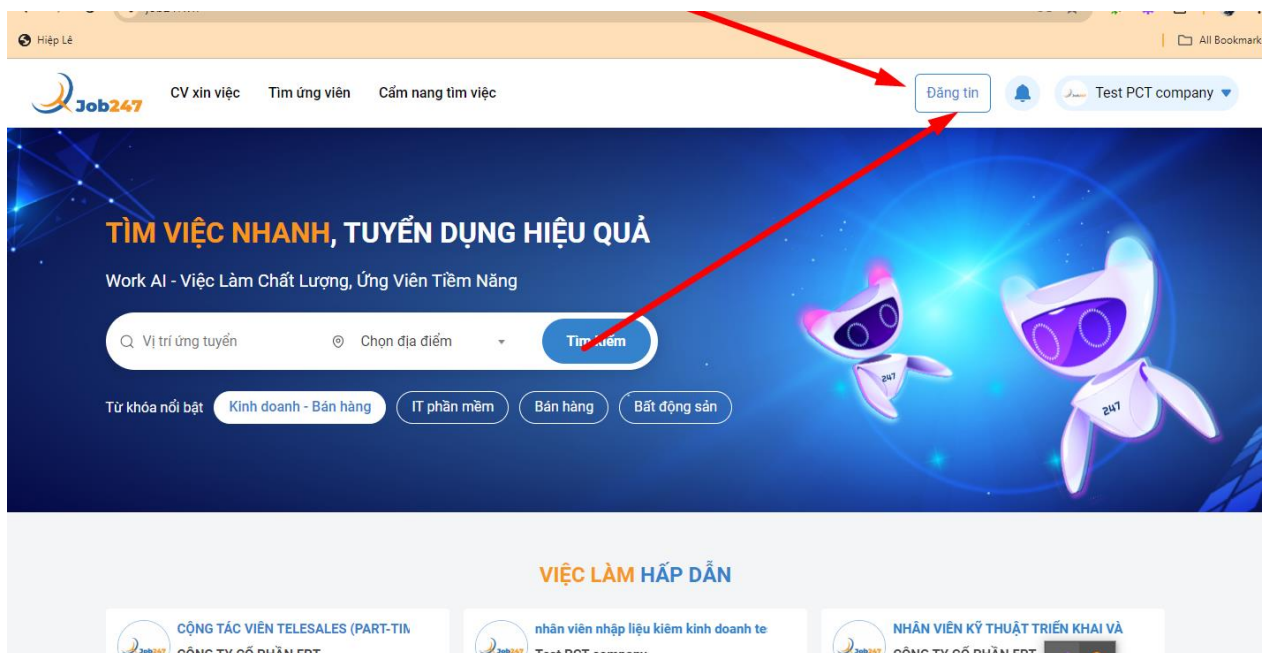 Hiệp Lê
All Bookmark
Job247
CV xin việc
Tìm ứng viên
Cẩm nang tìm việc
Đăng tin
Test PCT company
TÌM VIỆC NHANH, TUYỂN DỤNG HIỆU QUẢ
Work AI - Việc Làm Chất Lượng, Ứng Viên Tiềm Năng
Vị trí ứng tuyển
Chọn địa điểm
Tìm kiếm
Từ khóa nổi bật
Kinh doanh - Bán hàng
IT phần mềm
Bán hàng
Bất động sản
247
247
VIỆC LÀM HẤP DẪN
CỘNG TÁC VIÊN TELESALES (PART-TIM
nhân viên nhập liệu kiêm kinh doanh te
NHÂN VIÊN KỸ THUẬT TRIỂN KHAI VÀ
Job247
CÔNG TY CỔ PHẦN FPT
Job247
Test PCT company
Job247
CÔNG TY CỔ PHẦN FPT